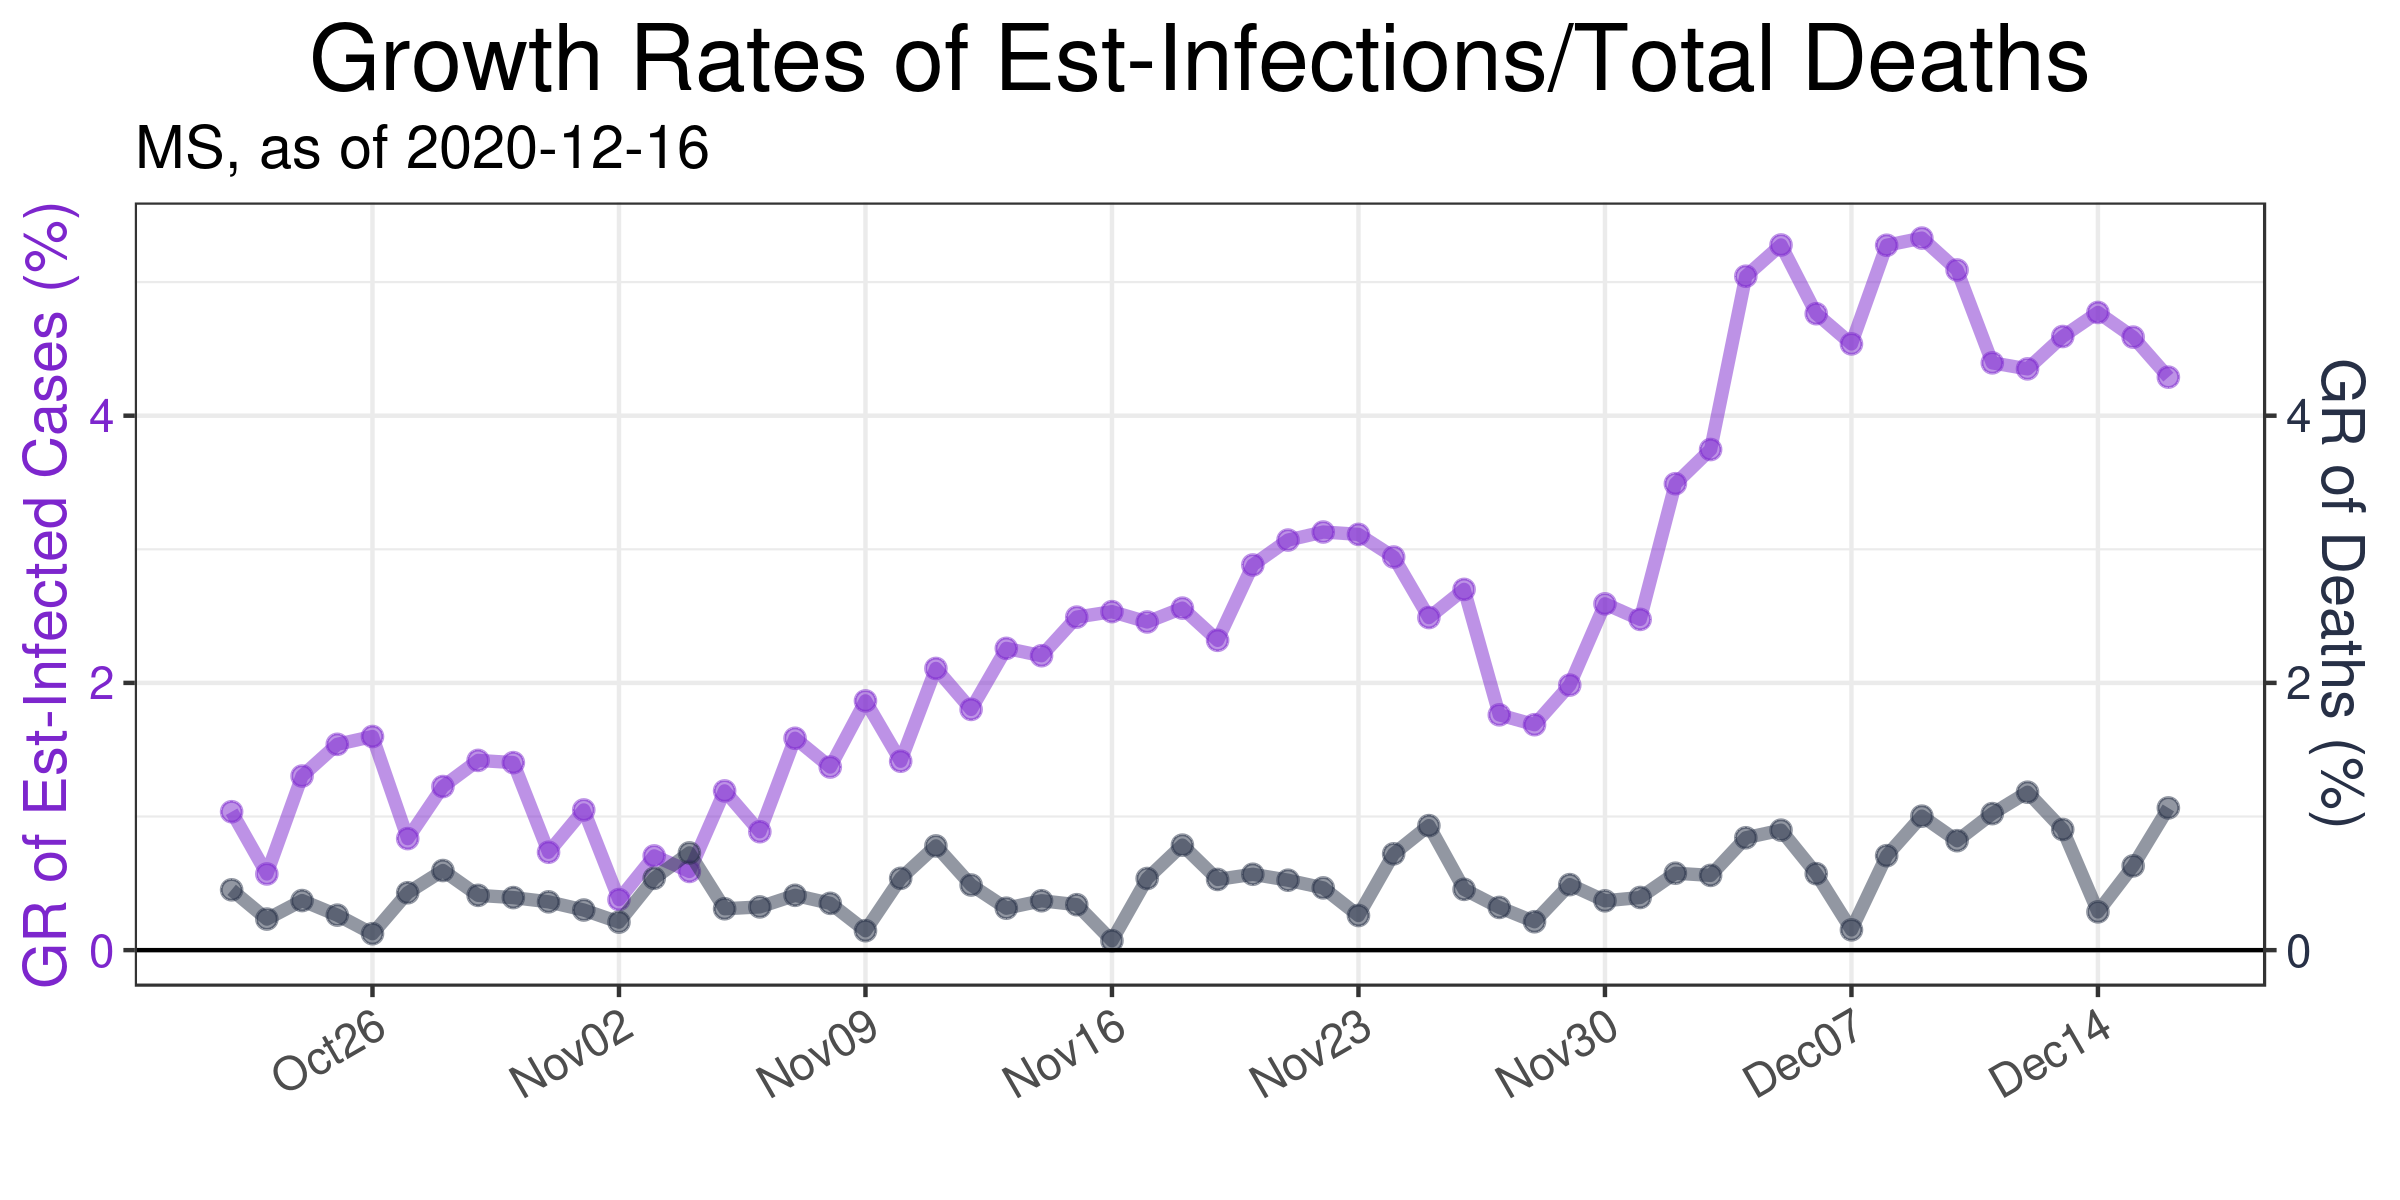 Growth Rates of Est-Infections/Total Deaths
MS, as of 2020-12-16
GR of Est-Infected Cases (%)
4
2
0
4
2
0
GR of Deaths (%)
Oct26
Nov02
Nov09
Nov16
Nov23
Nov30
Dec07
Dec14